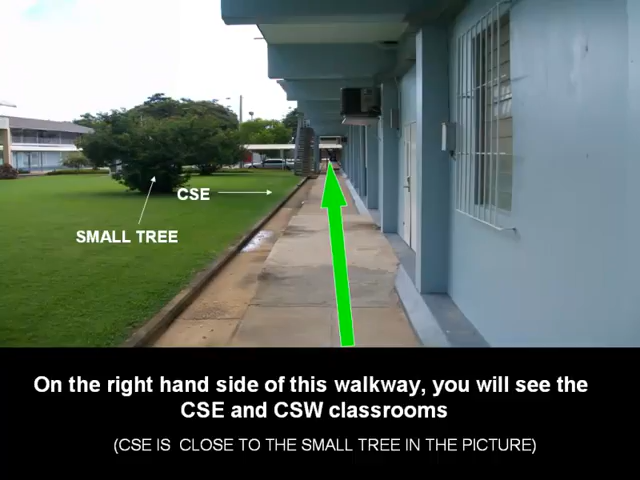 CSE
SMALL TREE
On the right hand side of this walkway, you will see the
CSE and CSW classrooms
(CSE IS  CLOSE TO THE SMALL TREE IN THE PICTURE)